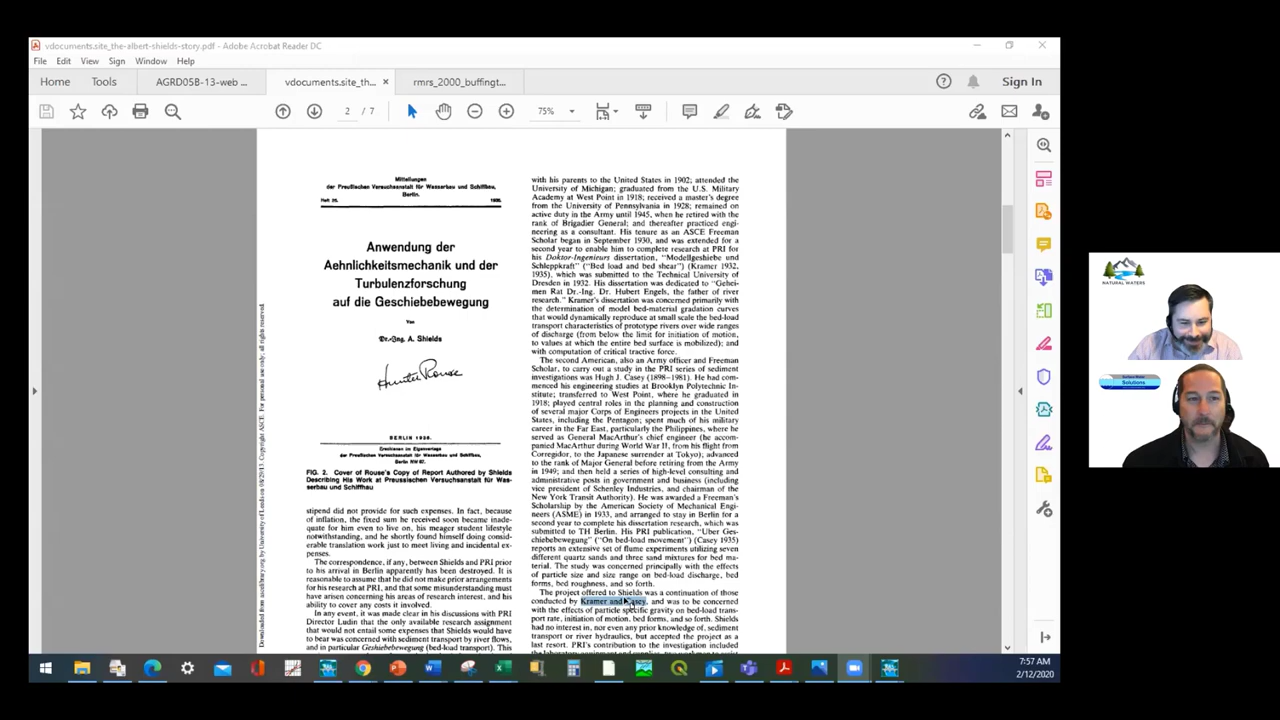 vdocuments.site_the-albert-shields-story.pdf - Adobe Acrobat Reader DC
File Edit View Sign Window Help
Home Tools AGRD05B-13-web ... vdocuments.site_th... × rmrs_2000_buffingt... Sign In
2 / 7 75%
Mitteilungen
der Preußischen Versuchsanstalt für Wasserbau und Schiffbau,
Berlin.
Anwendung der
Aehnlichkeitsmechanik und der
Turbulenzforschung
auf die Geschiebebewegung
Von
Dr.-Ing. A. Shields
Hunter Rouse
BERLIN 1936.
Erschienen im Eigenverlage
der Preußischen Versuchsanstalt für Wasserbau und Schiffbau,
Berlin NW 87.
FIG. 2. Cover of Rouse's Copy of Report Authored by Shields
Describing His Work at Preussischen Versuchsanstalt für Was-
serbau und Schiffbau
stipend did not provide for such expenses. In fact, because
of inflation, the fixed sum he received soon became inade-
quate for him even to live on, his meager student lifestyle
notwithstanding, and he shortly found himself doing consid-
erable translation work just to meet living and incidental ex-
penses.
The correspondence, if any, between Shields and PRI prior
to his arrival in Berlin apparently has been destroyed. It is
reasonable to assume that he did not make prior arrangements
for his research at PRI, and that some misunderstanding must
have arisen concerning his areas of research interest, and his
ability to cover any costs it involved.
In any event, it was made clear in his discussions with PRI
Director Ludin that the only available research assignment
that would not entail some expenses that Shields would have
to bear was concerned with sediment transport by river flows,
and in particular Geschiebebewegung (bed-load transport). This
with his parents to the United States in 1902; attended the
University of Michigan; graduated from the U.S. Military
Academy at West Point in 1918; received a master's degree
from the University of Pennsylvania in 1928; remained on
active duty in the Army until 1945, when he retired with the
rank of Brigadier General; and thereafter practiced engi-
neering as a consultant. His tenure as an ASCE Freeman
Scholar began in September 1930, and was extended for a
second year to enable him to complete research at PRI for
his Doktor-Ingenieurs dissertation, "Modellgeschiebe und
Schleppkraft" ("Bed load and bed shear") (Kramer 1932,
1935), which was submitted to the Technical University of
Dresden in 1932. His dissertation was dedicated to "Gehei-
men Rat Dr.-Ing. Dr. Hubert Engels, the father of river
research." Kramer's dissertation was concerned primarily with
the determination of model bed-material gradation curves
that would dynamically reproduce at small scale the bed-load
transport characteristics of prototype rivers over wide ranges
of discharge (from below the limit for initiation of motion,
to values at which the entire bed surface is mobilized); and
with computation of critical tractive force.
The second American, also an Army officer and Freeman
Scholar, to carry out a study in the PRI series of sediment
investigations was Hugh J. Casey (1898–1981). He had com-
menced his engineering studies at Brooklyn Polytechnic In-
stitute; transferred to West Point, where he graduated in
1918; played central roles in the planning and construction
of several major Corps of Engineers projects in the United
States, including the Pentagon; spent much of his military
career in the Far East, particularly the Philippines, where he
served as General MacArthur's chief engineer (he accom-
panied MacArthur during World War II, from his flight from
Corregidor, to the Japanese surrender at Tokyo); advanced
to the rank of Major General before retiring from the Army
in 1949; and then held a series of high-level consulting and
administrative posts in government and business (including
vice president of Schenley Industries, and chairman of the
New York Transit Authority). He was awarded a Freeman's
Scholarship by the American Society of Mechanical Engi-
neers (ASME) in 1933, and arranged to stay in Berlin for a
second year to complete his dissertation research, which was
submitted to TH Berlin. His PRI publication, "Uber Ges-
chiebebewegung" ("On bed-load movement") (Casey 1935)
reports an extensive set of flume experiments utilizing seven
different quartz sands and three sand mixtures for bed ma-
terial. The study was concerned principally with the effects
of particle size and size range on bed-load discharge, bed
forms, bed roughness, and so forth.
The project offered to Shields was a continuation of those
conducted by Kramer and Casey, and was to be concerned
with the effects of particle specific gravity on bed-load trans-
port rate, initiation of motion, bed forms, and so forth. Shields
had no interest in, nor even any prior knowledge of, sediment
transport or river hydraulics, but accepted the project as a
last resort. PRI's contribution to the investigation included
NATURAL WATERS
Solutions
7:57 AM
2/12/2020